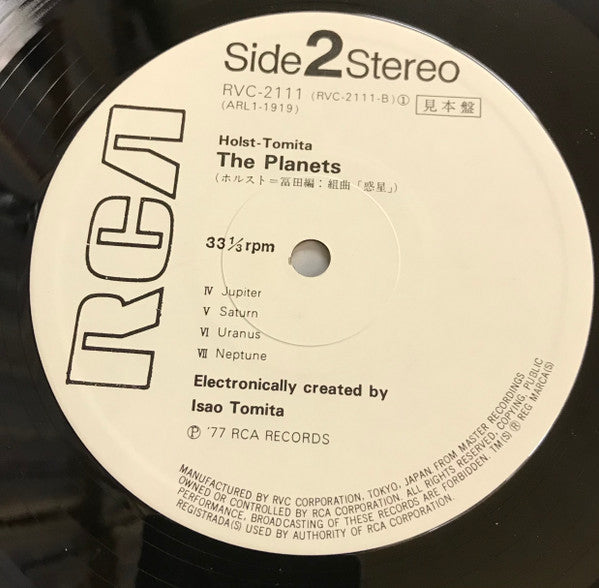 RCA
Side 2 Stereo
RVC-2111 (RVC-2111-B) ① 見本盤
(ARL1-1919)
Holst-Tomita
The Planets
(ホルスト=冨田編:組曲「惑星」)
33⅓ rpm
Ⅳ Jupiter
Ⅴ Saturn
Ⅵ Uranus
Ⅶ Neptune
Electronically created by
Isao Tomita
Ⓟ '77 RCA RECORDS
MANUFACTURED BY RVC CORPORATION, TOKYO, JAPAN FROM MASTER RECORDINGS
OWNED OR CONTROLLED BY RCA CORPORATION. ALL RIGHTS RESERVED. COPYING, PUBLIC
PERFORMANCE, BROADCASTING OF THESE RECORDS ARE FORBIDDEN. TM(S) ® REG. MARCA(S)
REGISTRADA(S) USED BY AUTHORITY OF RCA CORPORATION.